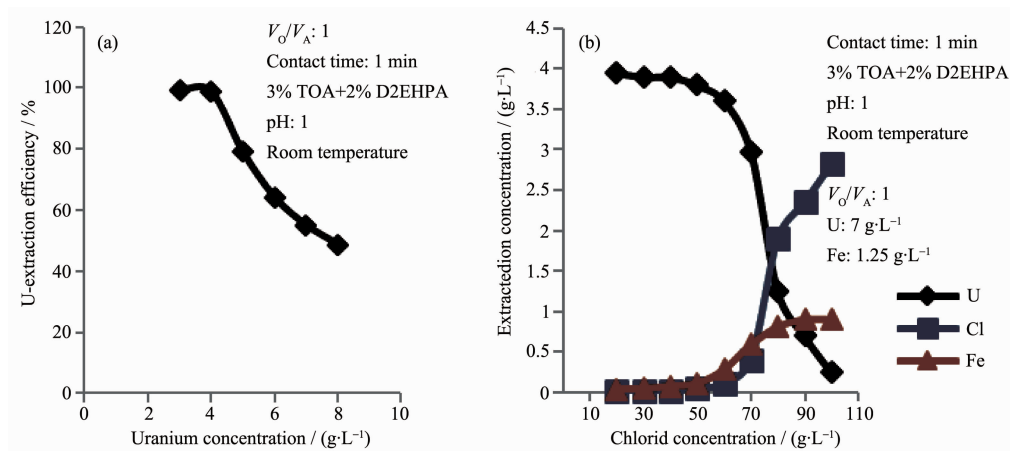 (a)
V_O/V_A: 1
Contact time: 1 min
3% TOA+2% D2EHPA
pH: 1
Room temperature
U-extraction efficiency / %
120
100
80
60
40
20
0
0 2 4 6 8 10
Uranium concentration / (g·L⁻¹)
(b)
Contact time: 1 min
3% TOA+2% D2EHPA
pH: 1
Room temperature
V_O/V_A: 1
U: 7 g·L⁻¹
Fe: 1.25 g·L⁻¹
U
Cl
Fe
Extractedion concentration / (g·L⁻¹)
4.5
4
3.5
3
2.5
2
1.5
1
0.5
0
10 30 50 70 90 110
Chlorid concentration / (g·L⁻¹)